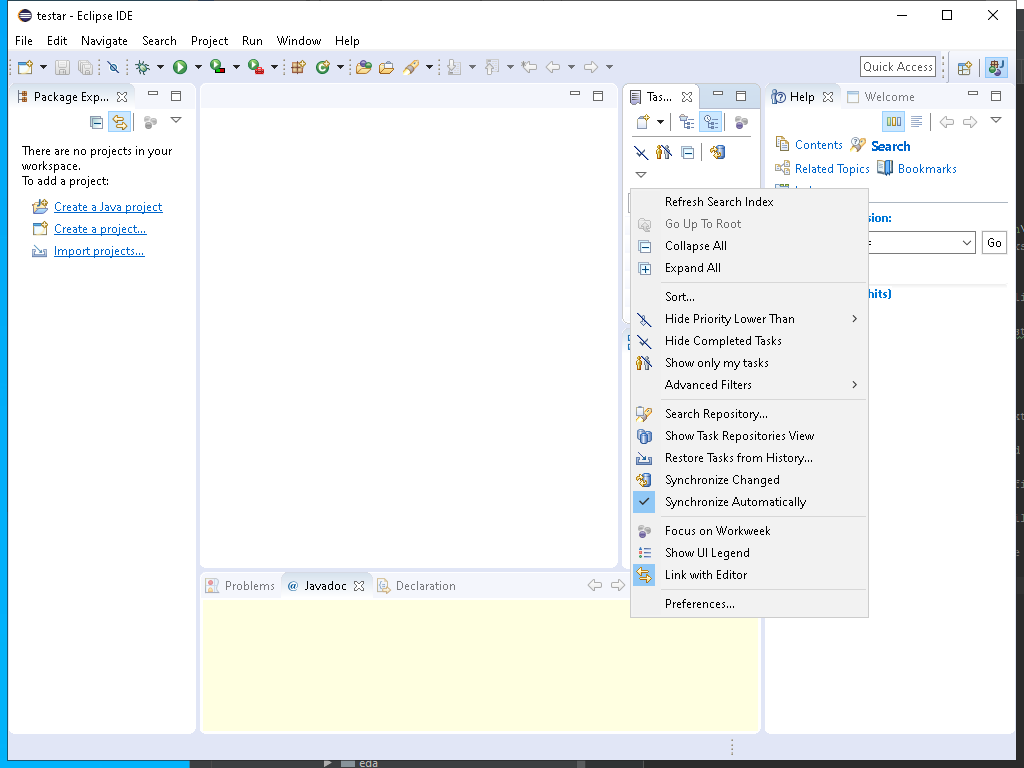 testar - Eclipse IDE
File Edit Navigate Search Project Run Window Help
Quick Access
Package Exp...
There are no projects in your
workspace.
To add a project:
Create a Java project
Create a project...
Import projects...
Tas...
Refresh Search Index
Go Up To Root
Collapse All
Expand All
Sort...
Hide Priority Lower Than
Hide Completed Tasks
Show only my tasks
Advanced Filters
Search Repository...
Show Task Repositories View
Restore Tasks from History...
Synchronize Changed
Synchronize Automatically
Focus on Workweek
Show UI Legend
Link with Editor
Preferences...
Help Welcome
Contents Search
Related Topics Bookmarks
sion:
Go
hits)
Problems @ Javadoc Declaration
eda